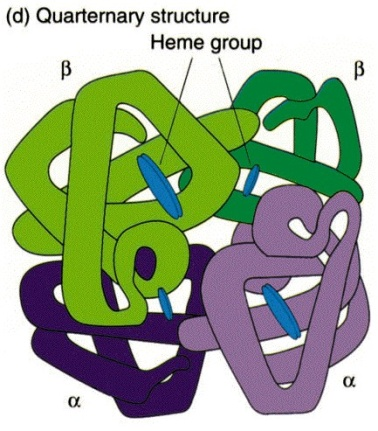 (d) Quarternary structure
Heme group
β β
α α